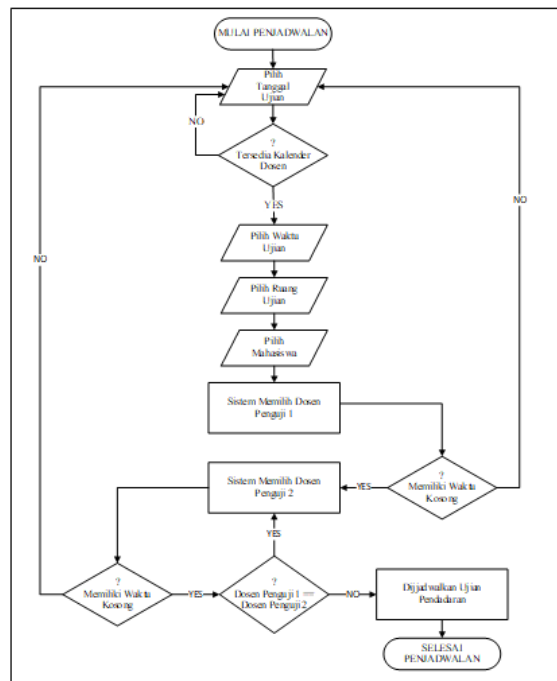 MULAI PENJADWALAN
Pilih
Tanggal
Ujian
NO
?
Tersedia Kalender
Dosen
YES
NO
NO
Pilih Waktu
Ujian
Pilih Ruang
Ujian
Pilih
Mahasiswa
Sistem Memilih Dosen
Penguji 1
?
Memiliki Waktu
Kosong
YES
Sistem Memilih Dosen
Penguji 2
YES
?
Memiliki Waktu
Kosong
YES
?
Dosen Penguji 1 ==
Dosen Penguji 2
NO
Dijjadwalkan Ujian
Pendadaran
SELESAI
PENJADWALAN